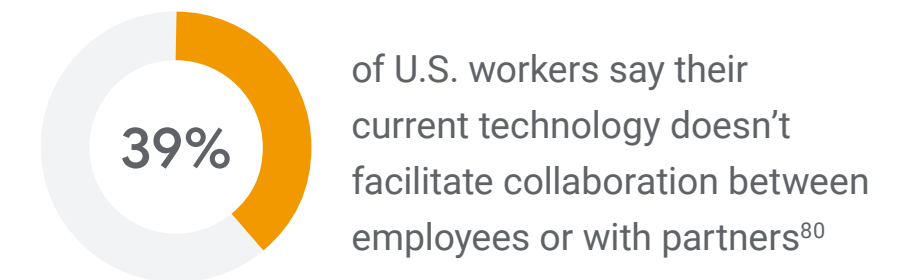 39%
of U.S. workers say their
current technology doesn’t
facilitate collaboration between
employees or with partners⁸⁰